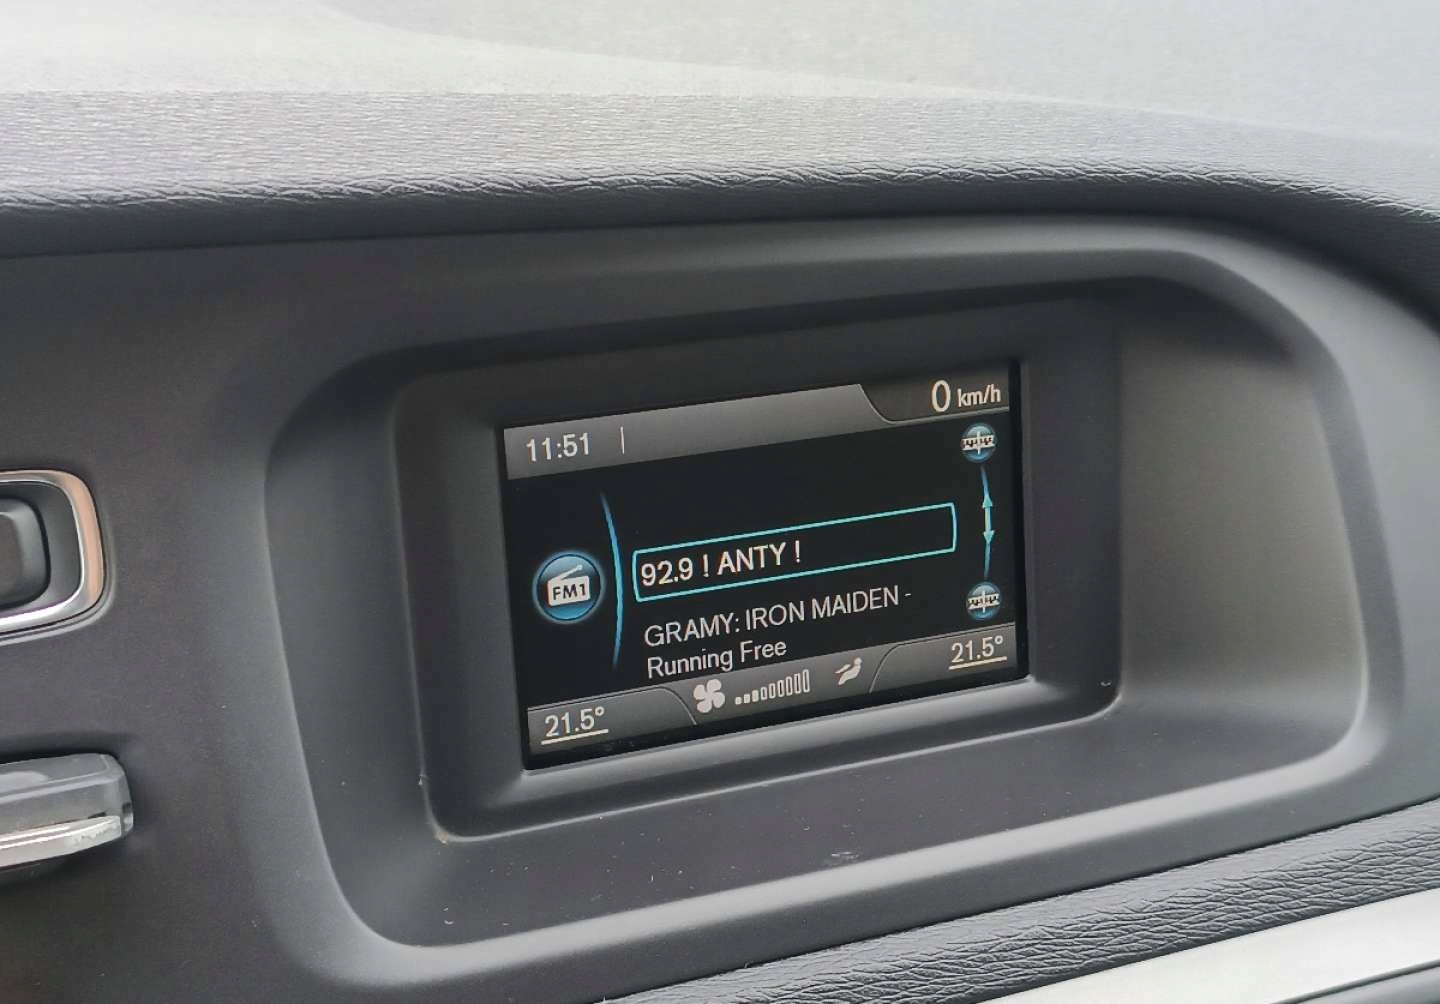 11:51 | 0 km/h
92.9 ! ANTY !
FM1
GRAMY: IRON MAIDEN -
Running Free
21.5°
21.5°